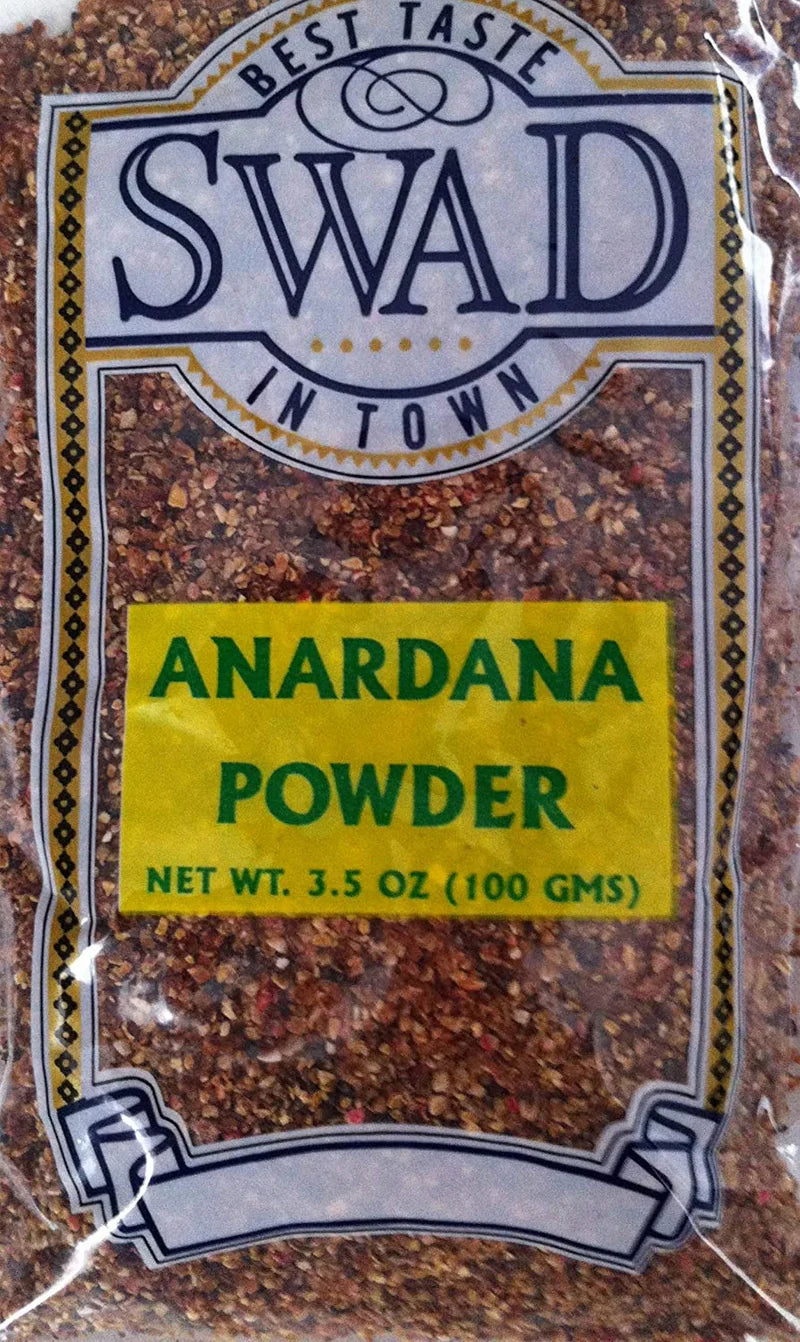 BEST TASTE
SWAD
IN TOWN
ANARDANA
POWDER
NET WT. 3.5 OZ (100 GMS)